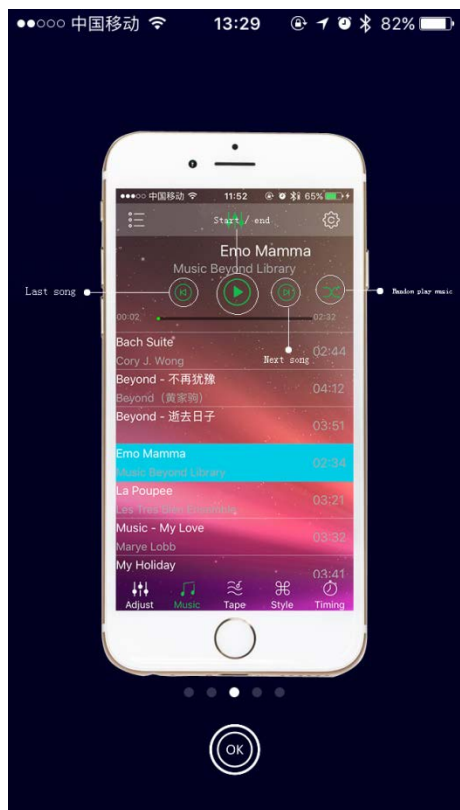 中国移动 13:29 82%
中国移动 11:52 65%
Start / end
Emo Mamma
Music Beyond Library
Last song
Random play music
00:02 02:32
Next song
Bach Suite 02:44
Cory J. Wong
Beyond - 不再犹豫 04:12
Beyond（黄家驹）
Beyond - 逝去日子 03:51
Emo Mamma 02:34
Music Beyond Library
La Poupee 03:21
Les Tres Bien Ensemble
Music - My Love 03:32
Marye Lobb
My Holiday 03:41
Adjust Music Tape Style Timing
OK